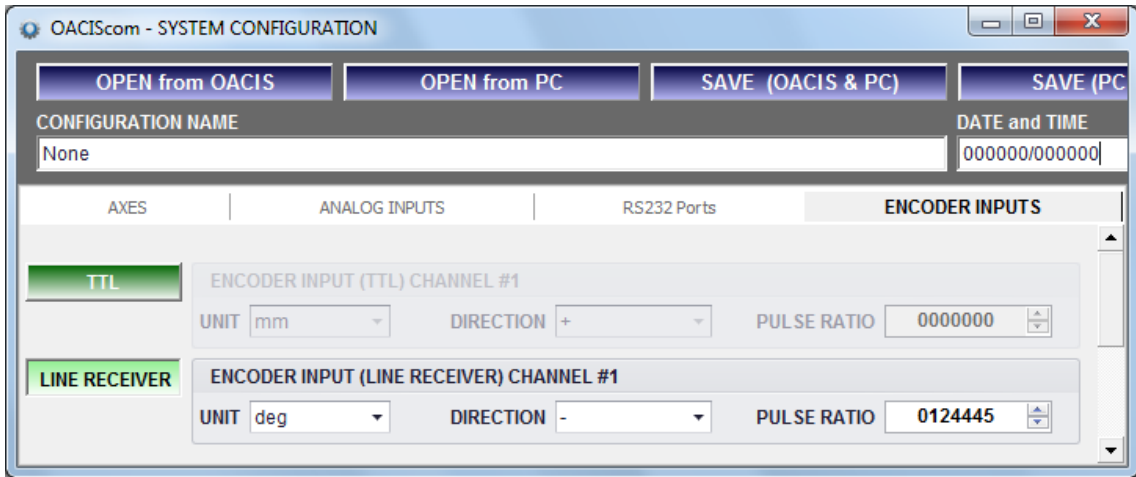 OACIScom - SYSTEM CONFIGURATION
OPEN from OACIS OPEN from PC SAVE (OACIS & PC) SAVE (PC
CONFIGURATION NAME DATE and TIME
None 000000/000000
AXES ANALOG INPUTS RS232 Ports ENCODER INPUTS
TTL ENCODER INPUT (TTL) CHANNEL #1
UNIT mm DIRECTION + PULSE RATIO 0000000
LINE RECEIVER ENCODER INPUT (LINE RECEIVER) CHANNEL #1
UNIT deg DIRECTION - PULSE RATIO 0124445